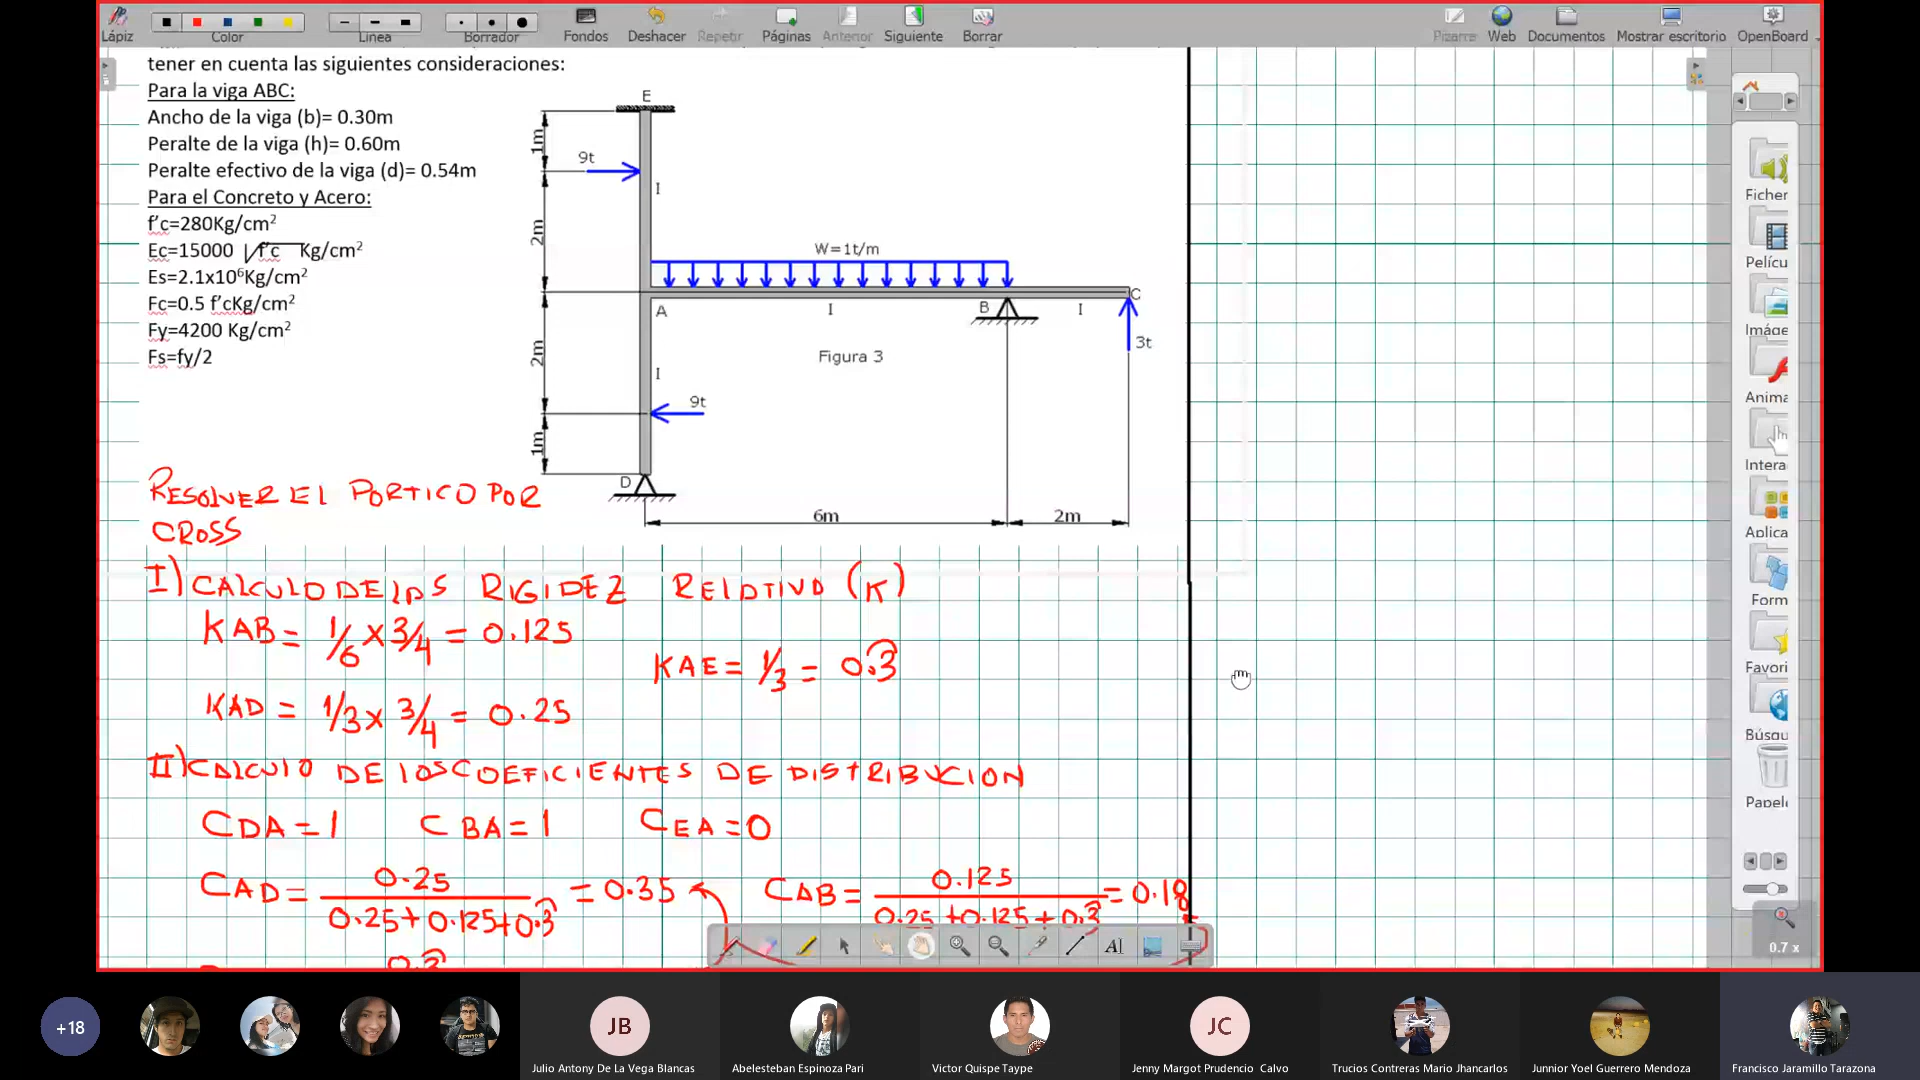 Lápiz
Color
Línea
Borrador
Fondos
Deshacer
Repetir
Páginas
Anterior
Siguiente
Borrar
Pizarra
Web
Documentos
Mostrar escritorio
OpenBoard
tener en cuenta las siguientes consideraciones:
Para la viga ABC:
Ancho de la viga (b)= 0.30m
Peralte de la viga (h)= 0.60m
Peralte efectivo de la viga (d)= 0.54m
Para el Concreto y Acero:
f'c=280Kg/cm²
Ec=15000 √f'c Kg/cm²
Es=2.1x10⁶Kg/cm²
Fc=0.5 f'cKg/cm²
Fy=4200 Kg/cm²
Fs=fy/2
E
1m
9t
I
2m
W=1t/m
A
I
B
I
C
3t
Figura 3
2m
I
9t
1m
D
6m
2m
RESOLVER EL PORTICO POR
CROSS
I) CALCULO DE LAS RIGIDEZ RELATIVA (K)
KAB = 1/6 x 3/4 = 0.125
KAE = 1/3 = 0.3
KAD = 1/3 x 3/4 = 0.25
II) CALCULO DE LOS COEFICIENTES DE DISTRIBUCION
CDA = 1 CBA = 1 CEA = 0
CAD = 0.25 / 0.25+0.125+0.3 = 0.35
CAB = 0.125 / 0.25+0.125+0.3 = 0.18
0.3
Ficher
Pelícu
Imáge
Anima
Intera
Aplica
Form
Favori
Búsqu
Papele
0.7 x
+18
JB
Julio Antony De La Vega Blancas
Abelesteban Espinoza Pari
Victor Quispe Taype
JC
Jenny Margot Prudencio Calvo
Trucios Contreras Mario Jhancarlos
Junnior Yoel Guerrero Mendoza
Francisco Jaramillo Tarazona